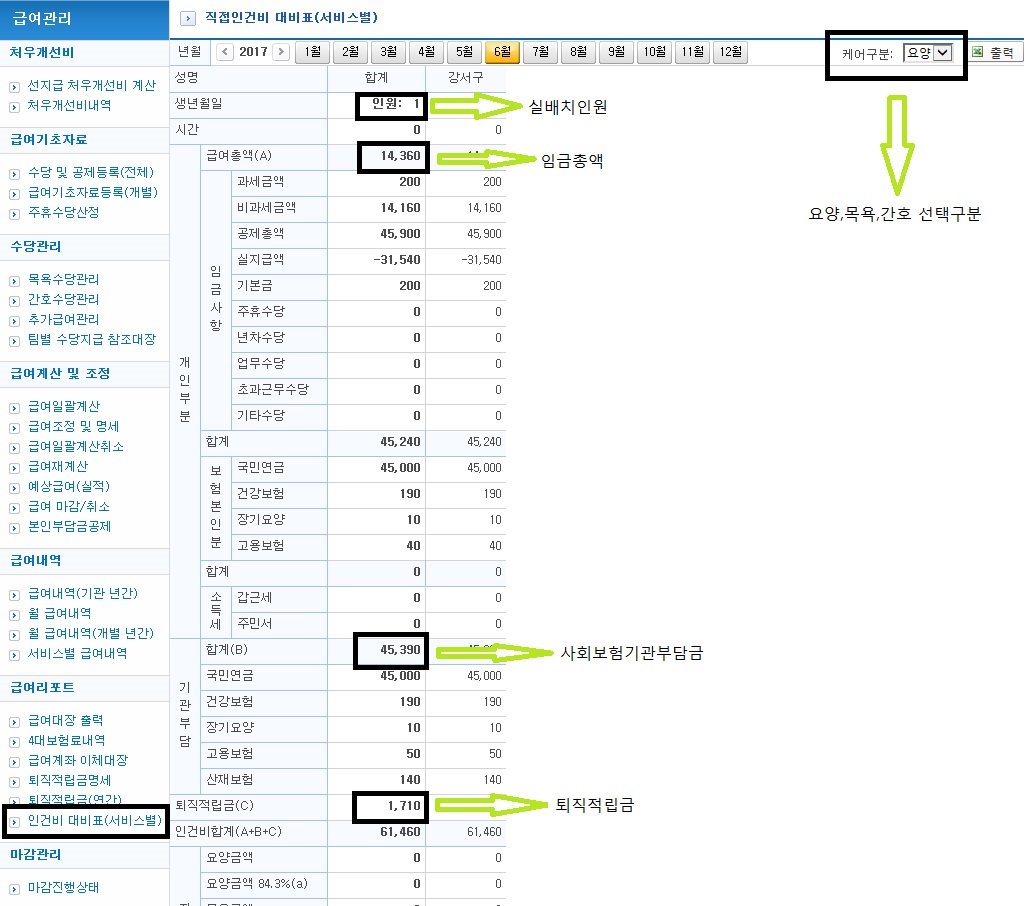 급여관리
처우개선비
선지급 처우개선비 계산
처우개선비내역
급여기초자료
수당 및 공제등록(전체)
급여기초자료등록(개별)
주휴수당산정
수당관리
목욕수당관리
간호수당관리
추가급여관리
팀별 수당지급 참조대장
급여계산 및 조정
급여일괄계산
급여조정 및 명세
급여일괄계산취소
급여재계산
예상급여(실적)
급여 마감/취소
본인부담금공제
급여내역
급여내역(기관 년간)
월 급여내역
월 급여내역(개별 년간)
서비스별 급여내역
급여리포트
급여대장 출력
4대보험료내역
급여계좌 이체대장
퇴직적립금명세
퇴직적립금(연간)
인건비 대비표(서비스별)
마감관리
마감진행상태
직접인건비 대비표(서비스별)
년월 2017 1월 2월 3월 4월 5월 6월 7월 8월 9월 10월 11월 12월 케어구분: 요양 출력
요양,목욕,간호 선택구분
성명 합계 강서구
생년월일 인원: 1 실배치인원
시간 0 0
개인부분
급여총액(A) 14,360 임금총액
임금사항
과세금액 200 200
비과세금액 14,160 14,160
공제총액 45,900 45,900
실지급액 -31,540 -31,540
기본금 200 200
주휴수당 0 0
년차수당 0 0
업무수당 0 0
초과근무수당 0 0
기타수당 0 0
합계 45,240 45,240
보험본인분
국민연금 45,000 45,000
건강보험 190 190
장기요양 10 10
고용보험 40 40
합계 0 0
소득세
갑근세 0 0
주민서 0 0
기관부담
합계(B) 45,390 사회보험기관부담금
국민연금 45,000 45,000
건강보험 190 190
장기요양 10 10
고용보험 50 50
산재보험 140 140
퇴직적립금(C) 1,710 퇴직적립금
인건비합계(A+B+C) 61,460 61,460
요양금액 0 0
요양금액 84.3%(a) 0 0